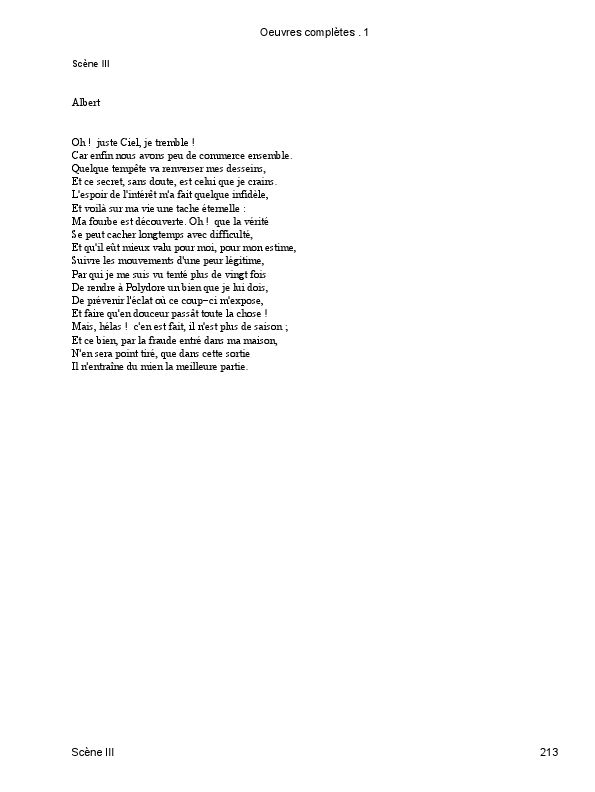 Oeuvres complètes . 1
Scène III
Albert
Oh ! juste Ciel, je tremble !
Car enfin nous avons peu de commerce ensemble.
Quelque tempête va renverser mes desseins,
Et ce secret, sans doute, est celui que je crains.
L'espoir de l'intérêt m'a fait quelque infidèle,
Et voilà sur ma vie une tache éternelle :
Ma fourbe est découverte. Oh ! que la vérité
Se peut cacher longtemps avec difficulté,
Et qu'il eût mieux valu pour moi, pour mon estime,
Suivre les mouvements d'une peur légitime,
Par qui je me suis vu tenté plus de vingt fois
De rendre à Polydore un bien que je lui dois,
De prévenir l'éclat où ce coup−ci m'expose,
Et faire qu'en douceur passât toute la chose !
Mais, hélas ! c'en est fait, il n'est plus de saison ;
Et ce bien, par la fraude entré dans ma maison,
N'en sera point tiré, que dans cette sortie
Il n'entraîne du mien la meilleure partie.
Scène III
213